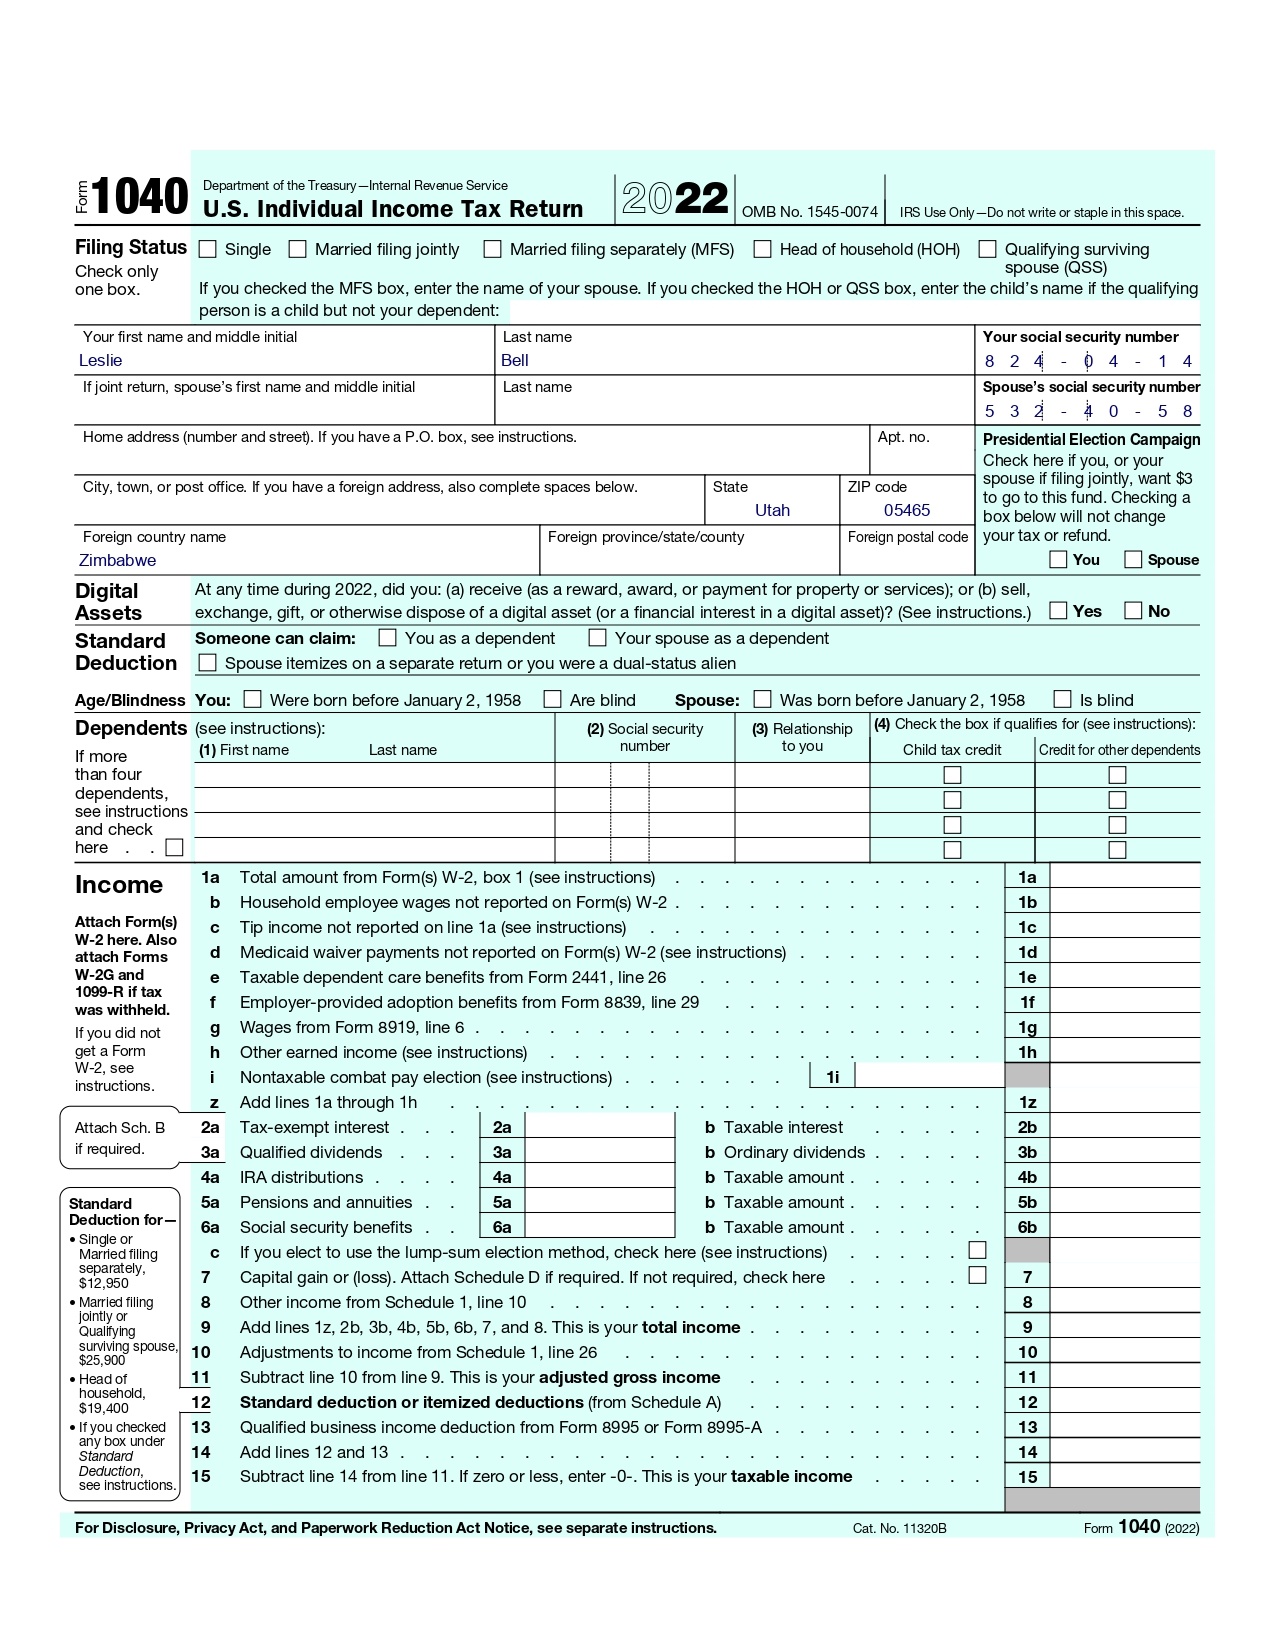 Form 1040 Department of the Treasury—Internal Revenue Service
U.S. Individual Income Tax Return 2022 OMB No. 1545-0074 IRS Use Only—Do not write or staple in this space.
Filing Status
Check only
one box.
Single Married filing jointly Married filing separately (MFS) Head of household (HOH) Qualifying surviving
spouse (QSS)
If you checked the MFS box, enter the name of your spouse. If you checked the HOH or QSS box, enter the child's name if the qualifying
person is a child but not your dependent:
Your first name and middle initial Last name Your social security number
Leslie Bell 824-04-14
If joint return, spouse's first name and middle initial Last name Spouse's social security number
532-40-58
Home address (number and street). If you have a P.O. box, see instructions. Apt. no.
City, town, or post office. If you have a foreign address, also complete spaces below. State ZIP code
Utah 05465
Foreign country name Foreign province/state/county Foreign postal code
Zimbabwe
Presidential Election Campaign
Check here if you, or your
spouse if filing jointly, want $3
to go to this fund. Checking a
box below will not change
your tax or refund.
You Spouse
Digital
Assets
At any time during 2022, did you: (a) receive (as a reward, award, or payment for property or services); or (b) sell,
exchange, gift, or otherwise dispose of a digital asset (or a financial interest in a digital asset)? (See instructions.) Yes No
Standard
Deduction
Someone can claim: You as a dependent Your spouse as a dependent
Spouse itemizes on a separate return or you were a dual-status alien
Age/Blindness You: Were born before January 2, 1958 Are blind Spouse: Was born before January 2, 1958 Is blind
Dependents (see instructions):
(1) First name Last name
(2) Social security
number
(3) Relationship
to you
(4) Check the box if qualifies for (see instructions):
Child tax credit Credit for other dependents
If more
than four
dependents,
see instructions
and check
here . .
Income
Attach Form(s)
W-2 here. Also
attach Forms
W-2G and
1099-R if tax
was withheld.
If you did not
get a Form
W-2, see
instructions.
1a Total amount from Form(s) W-2, box 1 (see instructions) 1a
b Household employee wages not reported on Form(s) W-2 1b
c Tip income not reported on line 1a (see instructions) 1c
d Medicaid waiver payments not reported on Form(s) W-2 (see instructions) 1d
e Taxable dependent care benefits from Form 2441, line 26 1e
f Employer-provided adoption benefits from Form 8839, line 29 1f
g Wages from Form 8919, line 6 1g
h Other earned income (see instructions) 1h
i Nontaxable combat pay election (see instructions) 1i
z Add lines 1a through 1h 1z
Attach Sch. B
if required.
2a Tax-exempt interest 2a b Taxable interest 2b
3a Qualified dividends 3a b Ordinary dividends 3b
4a IRA distributions 4a b Taxable amount 4b
5a Pensions and annuities 5a b Taxable amount 5b
6a Social security benefits 6a b Taxable amount 6b
c If you elect to use the lump-sum election method, check here (see instructions)
7 Capital gain or (loss). Attach Schedule D if required. If not required, check here 7
8 Other income from Schedule 1, line 10 8
9 Add lines 1z, 2b, 3b, 4b, 5b, 6b, 7, and 8. This is your total income 9
10 Adjustments to income from Schedule 1, line 26 10
11 Subtract line 10 from line 9. This is your adjusted gross income 11
12 Standard deduction or itemized deductions (from Schedule A) 12
13 Qualified business income deduction from Form 8995 or Form 8995-A 13
14 Add lines 12 and 13 14
15 Subtract line 14 from line 11. If zero or less, enter -0-. This is your taxable income 15
Standard
Deduction for—
• Single or
Married filing
separately,
$12,950
• Married filing
jointly or
Qualifying
surviving spouse,
$25,900
• Head of
household,
$19,400
• If you checked
any box under
Standard
Deduction,
see instructions.
For Disclosure, Privacy Act, and Paperwork Reduction Act Notice, see separate instructions. Cat. No. 11320B Form 1040 (2022)